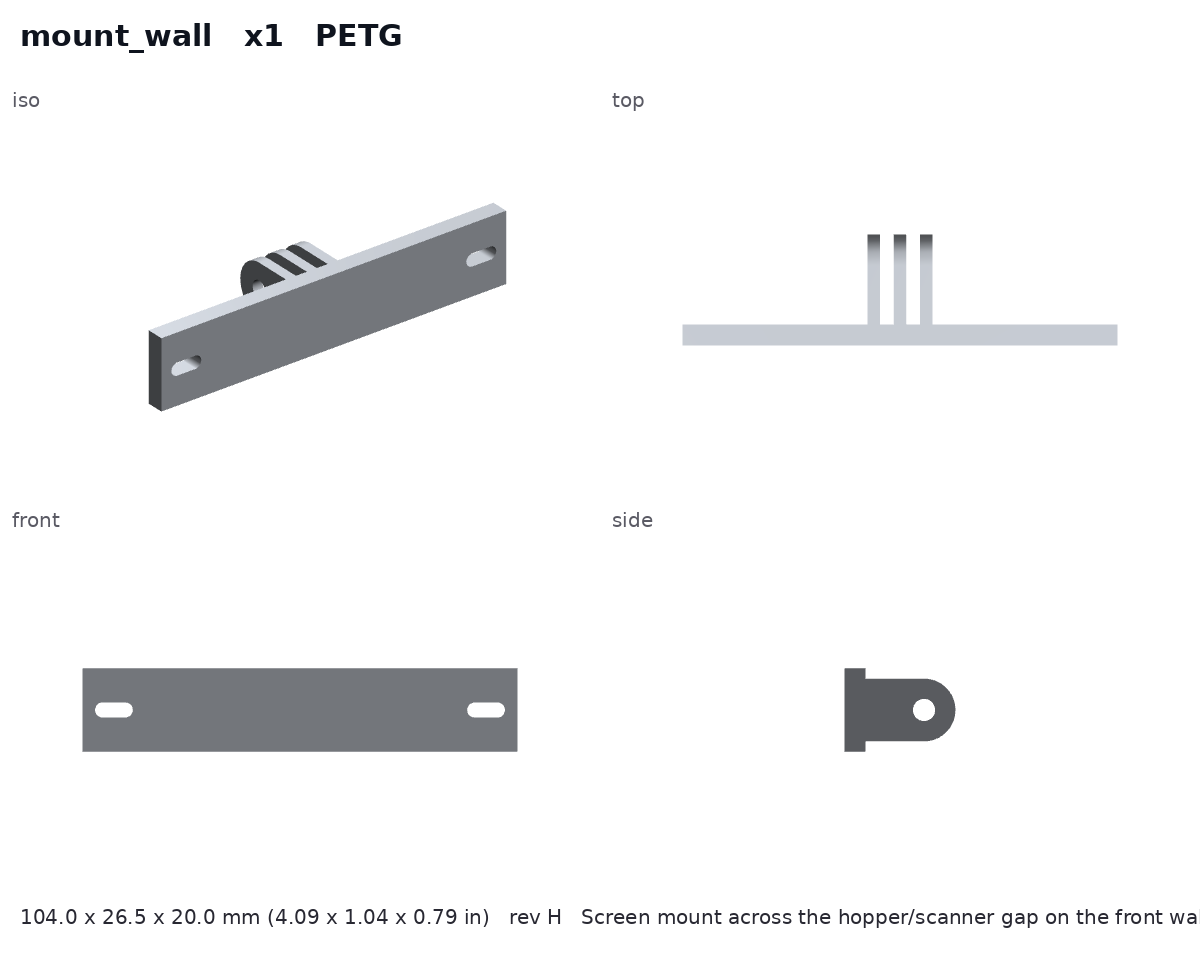 mount_wall x1 PETG
iso
top
front
side
104.0 x 26.5 x 20.0 mm (4.09 x 1.04 x 0.79 in) rev H Screen mount across the hopper/scanner gap on the front wa